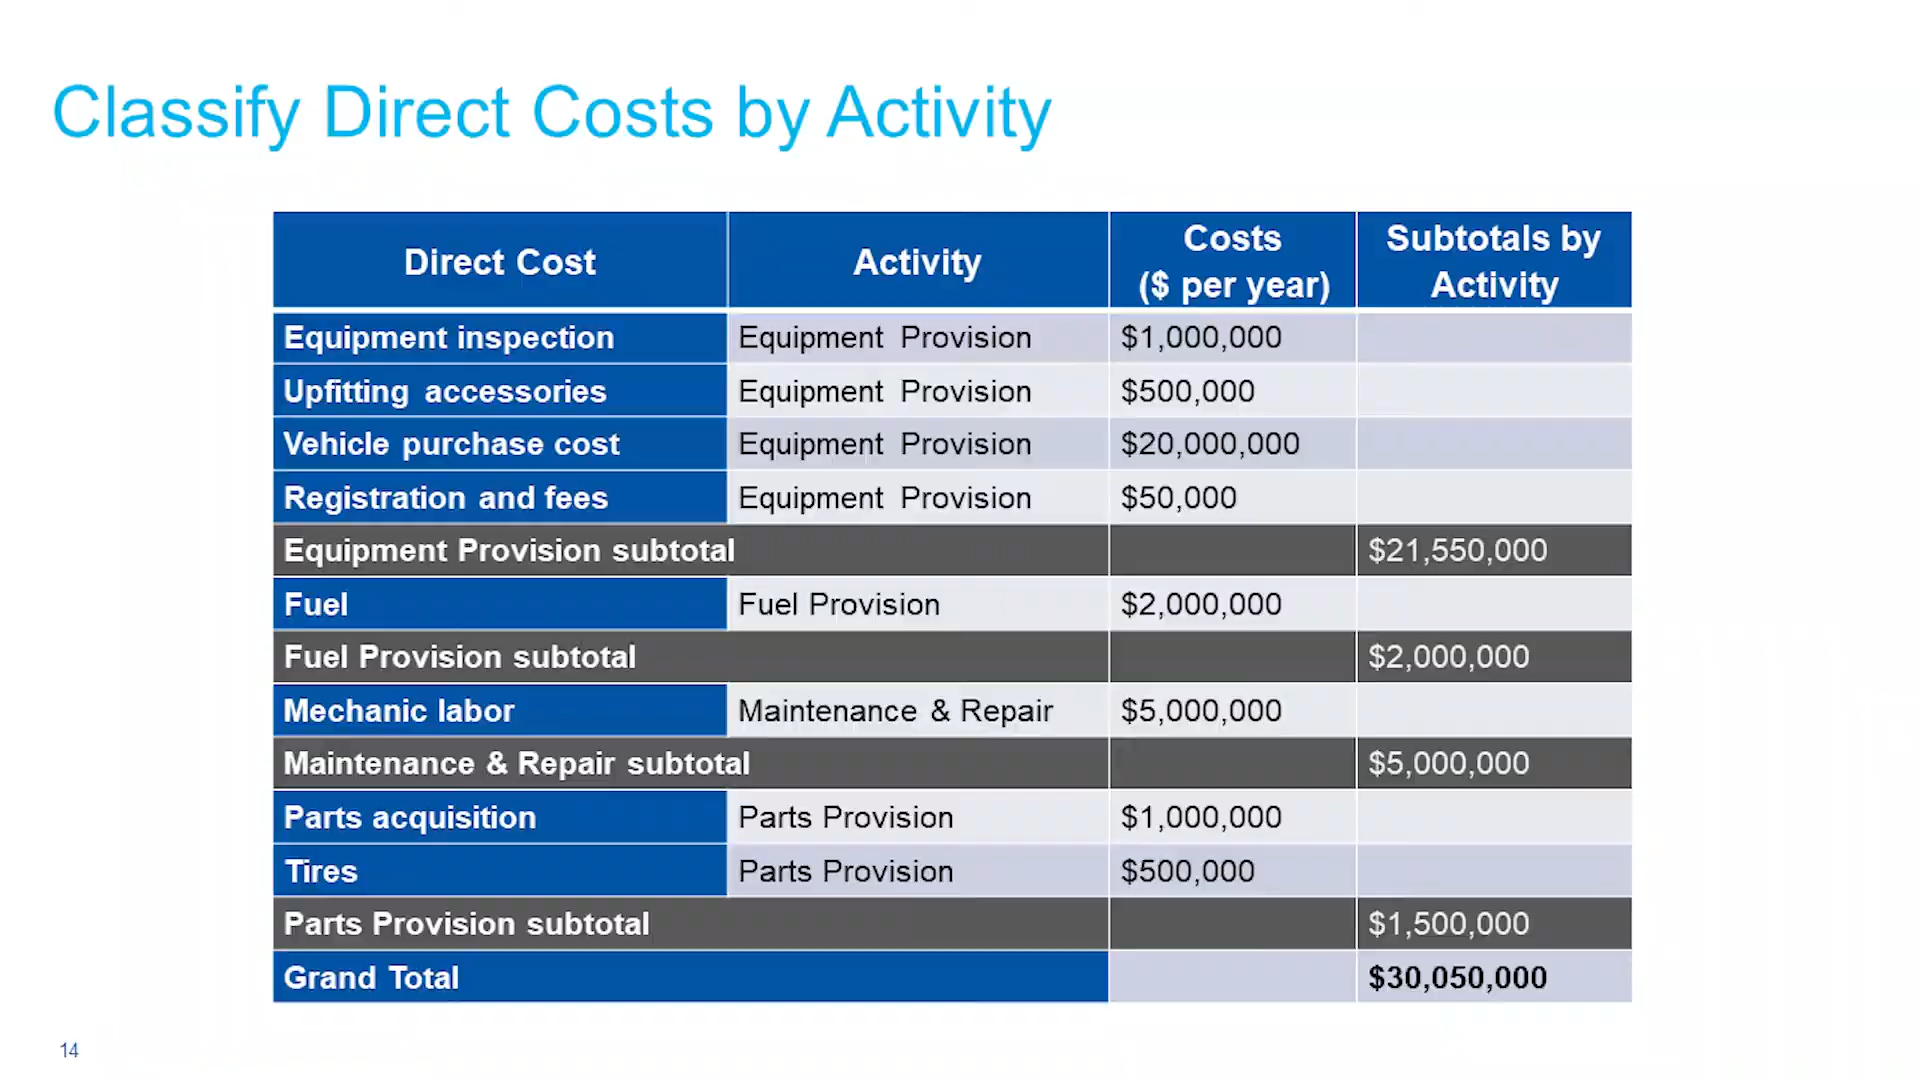 Classify Direct Costs by Activity
Direct Cost Activity Costs ($ per year) Subtotals by Activity
Equipment inspection Equipment Provision $1,000,000
Upfitting accessories Equipment Provision $500,000
Vehicle purchase cost Equipment Provision $20,000,000
Registration and fees Equipment Provision $50,000
Equipment Provision subtotal $21,550,000
Fuel Fuel Provision $2,000,000
Fuel Provision subtotal $2,000,000
Mechanic labor Maintenance & Repair $5,000,000
Maintenance & Repair subtotal $5,000,000
Parts acquisition Parts Provision $1,000,000
Tires Parts Provision $500,000
Parts Provision subtotal $1,500,000
Grand Total $30,050,000
14